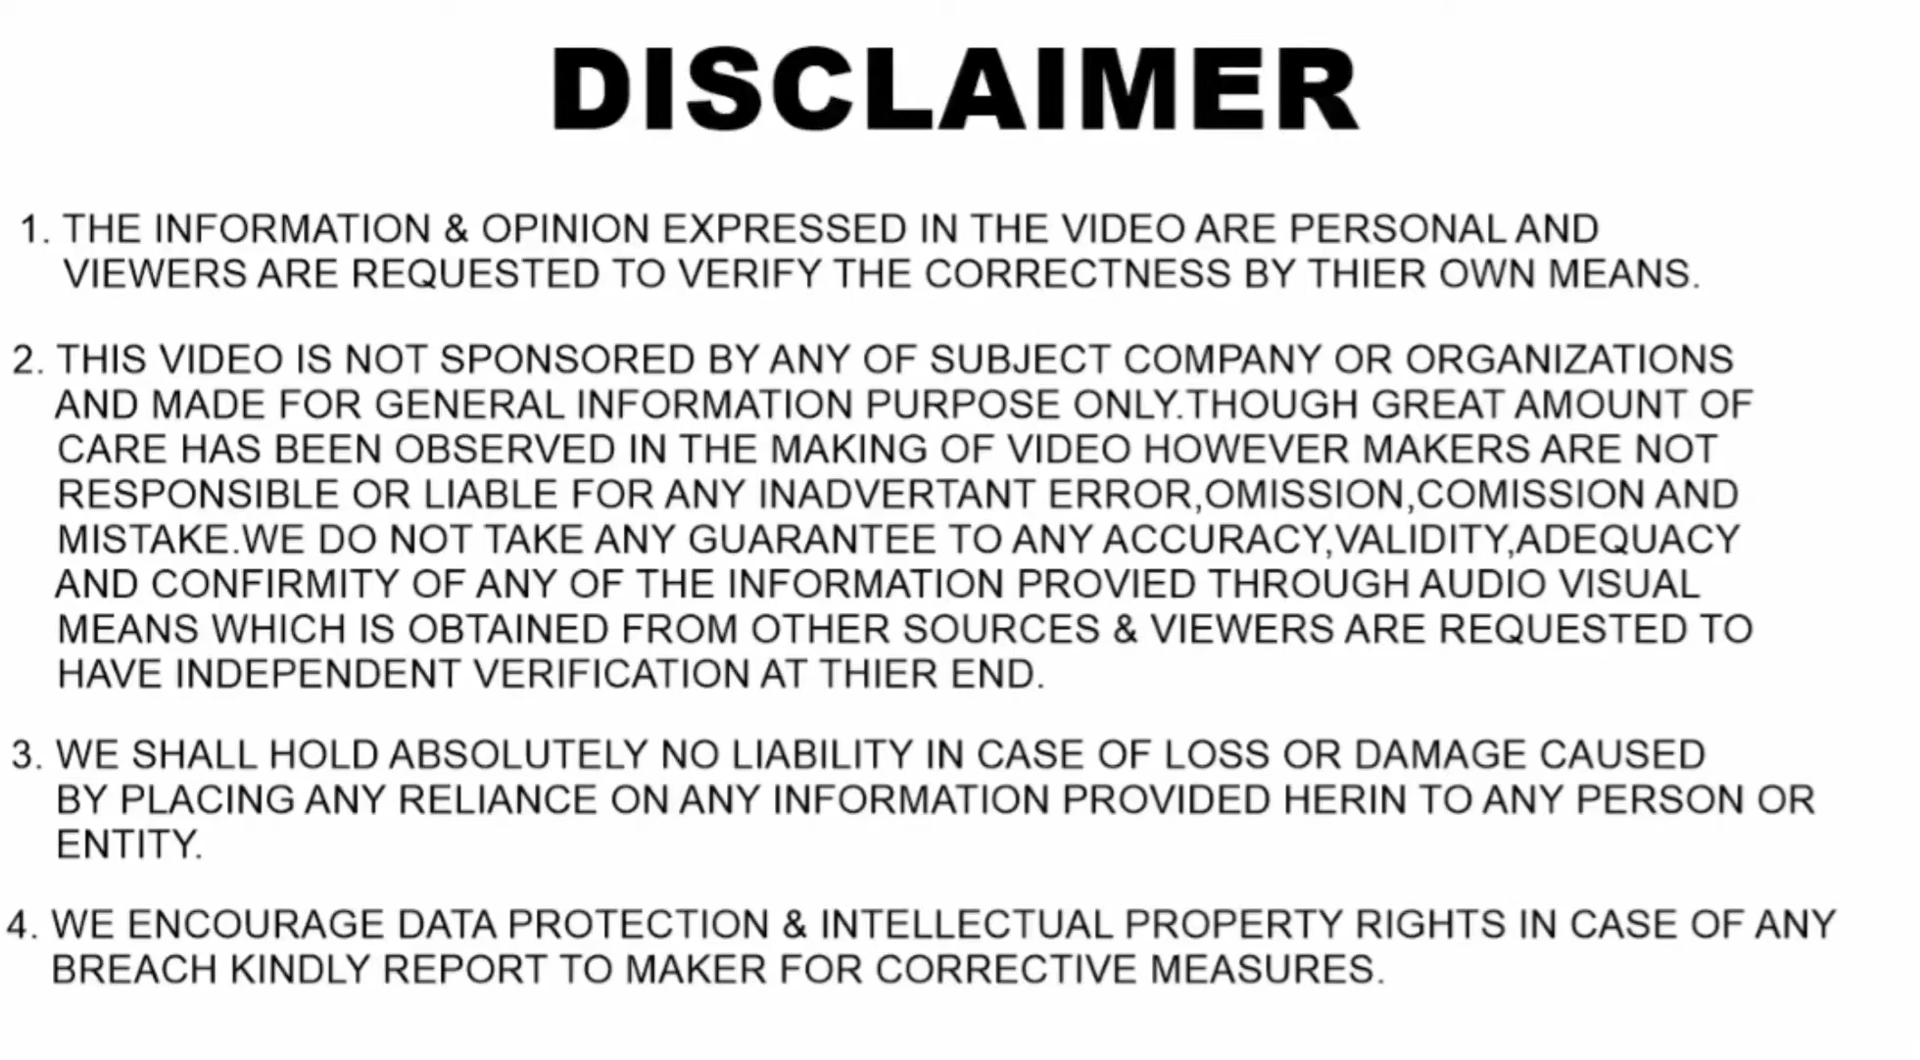 DISCLAIMER
1. THE INFORMATION & OPINION EXPRESSED IN THE VIDEO ARE PERSONAL AND
VIEWERS ARE REQUESTED TO VERIFY THE CORRECTNESS BY THIER OWN MEANS.
2. THIS VIDEO IS NOT SPONSORED BY ANY OF SUBJECT COMPANY OR ORGANIZATIONS
AND MADE FOR GENERAL INFORMATION PURPOSE ONLY.THOUGH GREAT AMOUNT OF
CARE HAS BEEN OBSERVED IN THE MAKING OF VIDEO HOWEVER MAKERS ARE NOT
RESPONSIBLE OR LIABLE FOR ANY INADVERTANT ERROR,OMISSION,COMISSION AND
MISTAKE.WE DO NOT TAKE ANY GUARANTEE TO ANY ACCURACY,VALIDITY,ADEQUACY
AND CONFIRMITY OF ANY OF THE INFORMATION PROVIED THROUGH AUDIO VISUAL
MEANS WHICH IS OBTAINED FROM OTHER SOURCES & VIEWERS ARE REQUESTED TO
HAVE INDEPENDENT VERIFICATION AT THIER END.
3. WE SHALL HOLD ABSOLUTELY NO LIABILITY IN CASE OF LOSS OR DAMAGE CAUSED
BY PLACING ANY RELIANCE ON ANY INFORMATION PROVIDED HERIN TO ANY PERSON OR
ENTITY.
4. WE ENCOURAGE DATA PROTECTION & INTELLECTUAL PROPERTY RIGHTS IN CASE OF ANY
BREACH KINDLY REPORT TO MAKER FOR CORRECTIVE MEASURES.